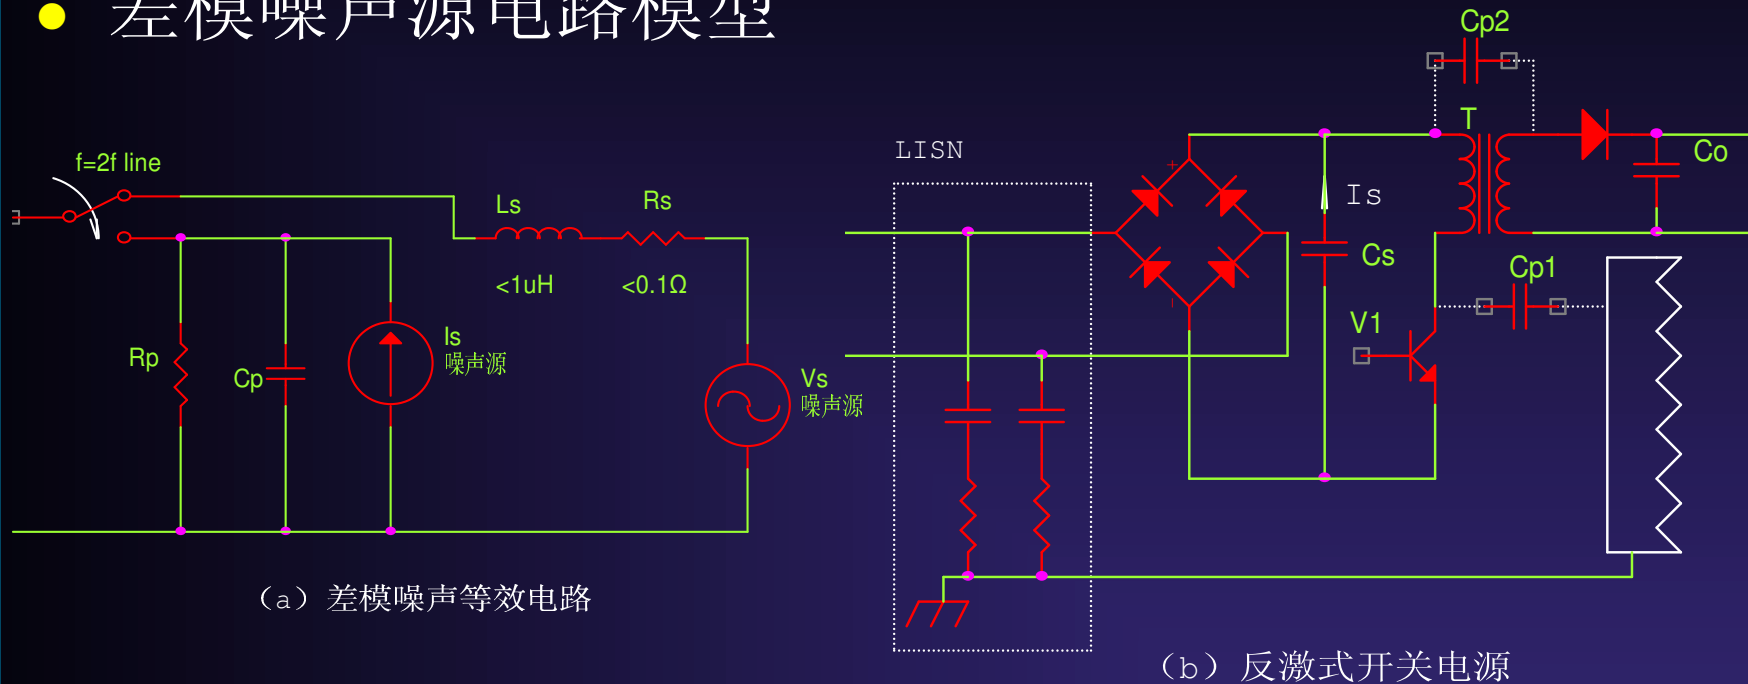 差模噪声源电路模型
f=2f line
Ls
Rs
<1uH
<0.1Ω
Rp
Cp
Is
噪声源
Vs
噪声源
(a)差模噪声等效电路
LISN
Cp2
T
Co
Is
Cs
Cp1
V1
(b)反激式开关电源